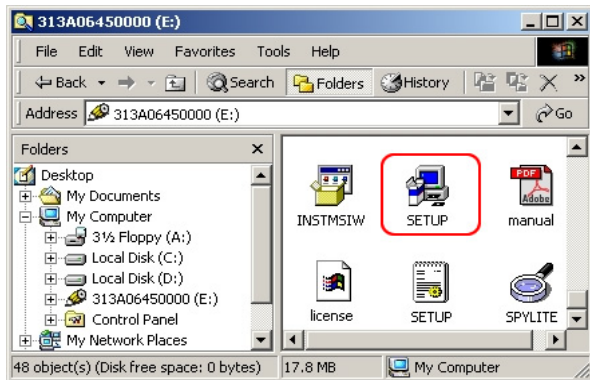 313A06450000 (E:)
File Edit View Favorites Tools Help
Back Search Folders History »
Address 313A06450000 (E:) Go
Folders ×
Desktop
My Documents
My Computer
3½ Floppy (A:)
Local Disk (C:)
Local Disk (D:)
313A06450000 (E:)
Control Panel
My Network Places
INSTMSIW SETUP PDF Adobe manual
license SETUP SPYLITE
48 object(s) (Disk free space: 0 bytes) 17.8 MB My Computer